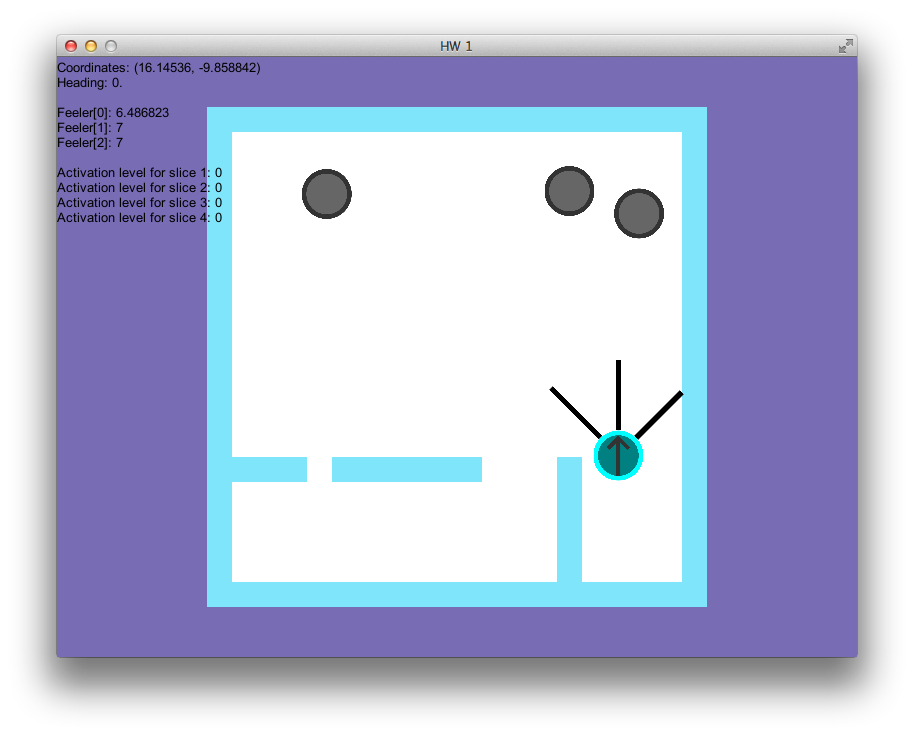 HW 1
Coordinates: (16.14536, -9.858842)
Heading: 0.
Feeler[0]: 6.486823
Feeler[1]: 7
Feeler[2]: 7
Activation level for slice 1: 0
Activation level for slice 2: 0
Activation level for slice 3: 0
Activation level for slice 4: 0